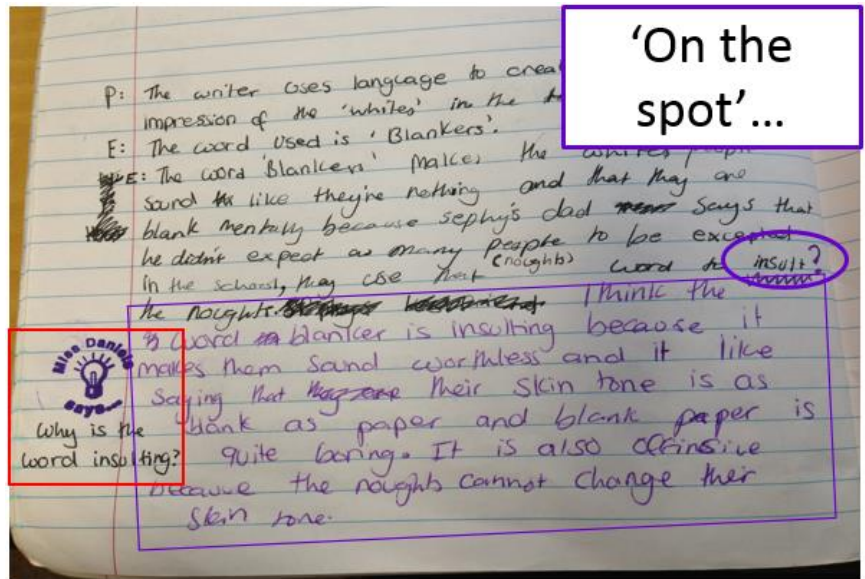 'On the
spot'...
P: The writer uses language to crea
impression of the 'whites' in the
E: The word used is 'Blankers'.
E: The word 'Blankers' makes the whites people
sound like they're nothing and that they are
blank mentally because sephy's dad says that
he didn't expect as many people to be excepted
in the school, they use that (noughts) word to insult?
the noughts. I think the
word blanker is insulting because it
makes them sound worthless and it like
saying that their skin tone is as
blank as paper and blank paper is
quite boring. It is also offinsive
because the noughts cannot change their
skin tone.
Miss Daniels
says...
Why is the
word insulting?